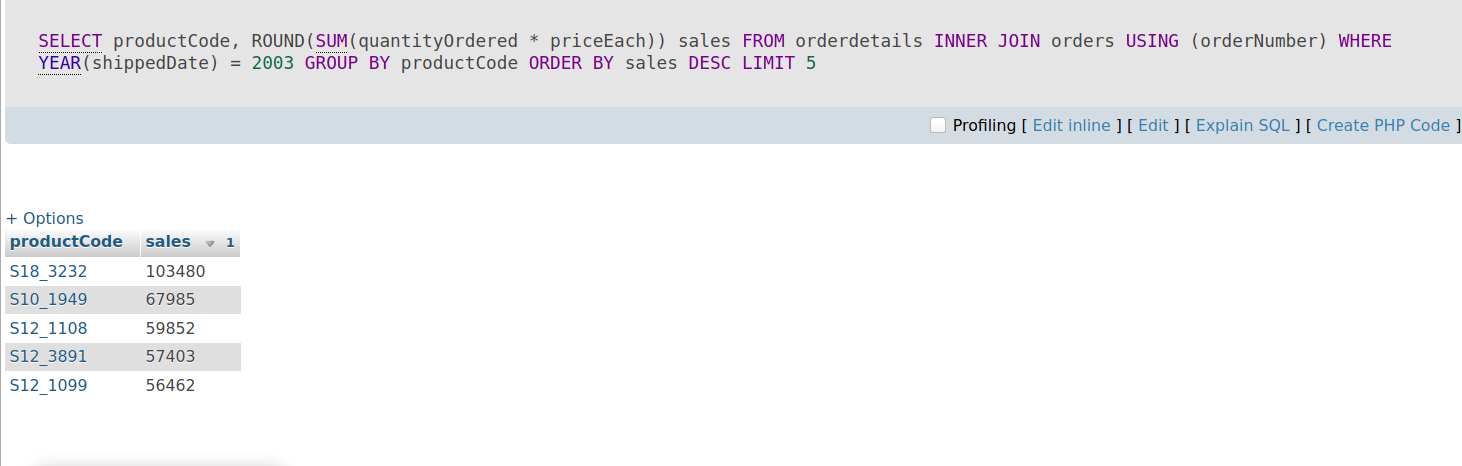 SELECT productCode, ROUND(SUM(quantityOrdered * priceEach)) sales FROM orderdetails INNER JOIN orders USING (orderNumber) WHERE
YEAR(shippedDate) = 2003 GROUP BY productCode ORDER BY sales DESC LIMIT 5
Profiling [ Edit inline ] [ Edit ] [ Explain SQL ] [ Create PHP Code ]
+ Options
productCode sales 1
S18_3232 103480
S10_1949 67985
S12_1108 59852
S12_3891 57403
S12_1099 56462